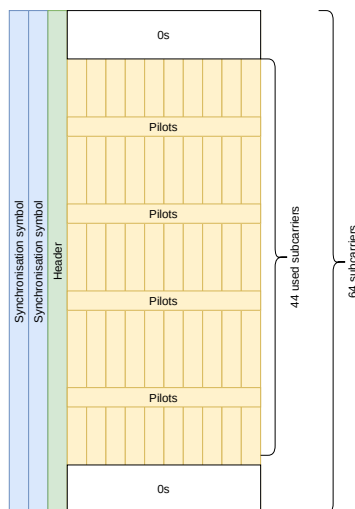 Synchronisation symbol
Synchronisation symbol
Header
0s
Pilots
Pilots
Pilots
Pilots
0s
44 used subcarriers
64 subcarriers